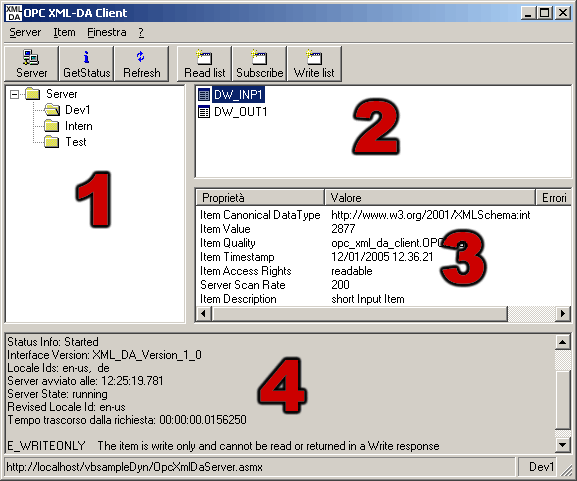 XML DA OPC XML-DA Client
Server Item Finestra ?
Server GetStatus Refresh Read list Subscribe Write list
Server
Dev1
Intern
Test
1
DW_INP1
DW_OUT1
2
Proprietà Valore Errori
Item Canonical DataType http://www.w3.org/2001/XMLSchema:int
Item Value 2877
Item Quality opc_xml_da_client.OPC
Item Timestamp 12/01/2005 12.36.21
Item Access Rights readable
Server Scan Rate 200
Item Description short Input Item
3
Status Info: Started
Interface Version: XML_DA_Version_1_0
Locale Ids: en-us, de
Server avviato alle: 12:25:19.781
Server State: running
Revised Locale Id: en-us
Tempo trascorso dalla richiesta: 00:00:00.0156250
E_WRITEONLY The item is write only and cannot be read or returned in a Write response
4
http://localhost/vbsampleDyn/OpcXmlDaServer.asmx Dev1